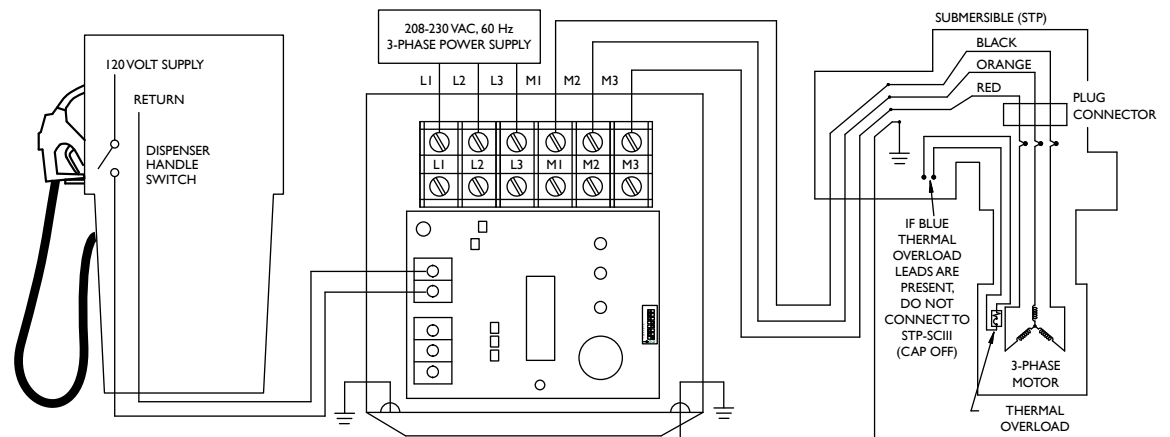 208-230 VAC, 60 Hz
3-PHASE POWER SUPPLY
SUBMERSIBLE (STP)
BLACK
ORANGE
RED
PLUG
CONNECTOR
120 VOLT SUPPLY
RETURN
DISPENSER
HANDLE
SWITCH
L1 L2 L3 M1 M2 M3
L1 L2 L3 M1 M2 M3
IF BLUE
THERMAL
OVERLOAD
LEADS ARE
PRESENT,
DO NOT
CONNECT TO
STP-SCIII
(CAP OFF)
3-PHASE
MOTOR
THERMAL
OVERLOAD